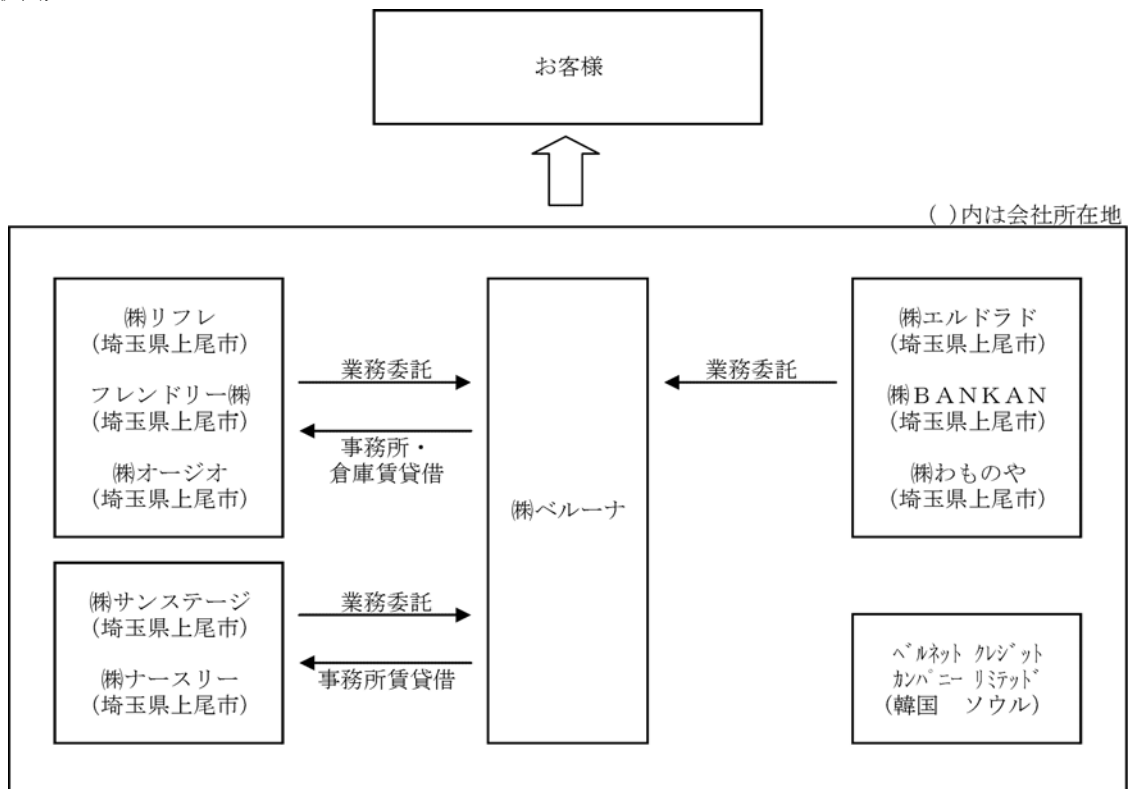 お客様
( )内は会社所在地
㈱リフレ
(埼玉県上尾市)
フレンドリー㈱
(埼玉県上尾市)
㈱オージオ
(埼玉県上尾市)
業務委託
事務所・
倉庫賃貸借
㈱サンステージ
(埼玉県上尾市)
㈱ナースリー
(埼玉県上尾市)
業務委託
事務所賃貸借
㈱ベルーナ
業務委託
㈱エルドラド
(埼玉県上尾市)
㈱BANKAN
(埼玉県上尾市)
㈱わものや
(埼玉県上尾市)
ベルネット クレジット
カンパニー リミテッド
(韓国 ソウル)